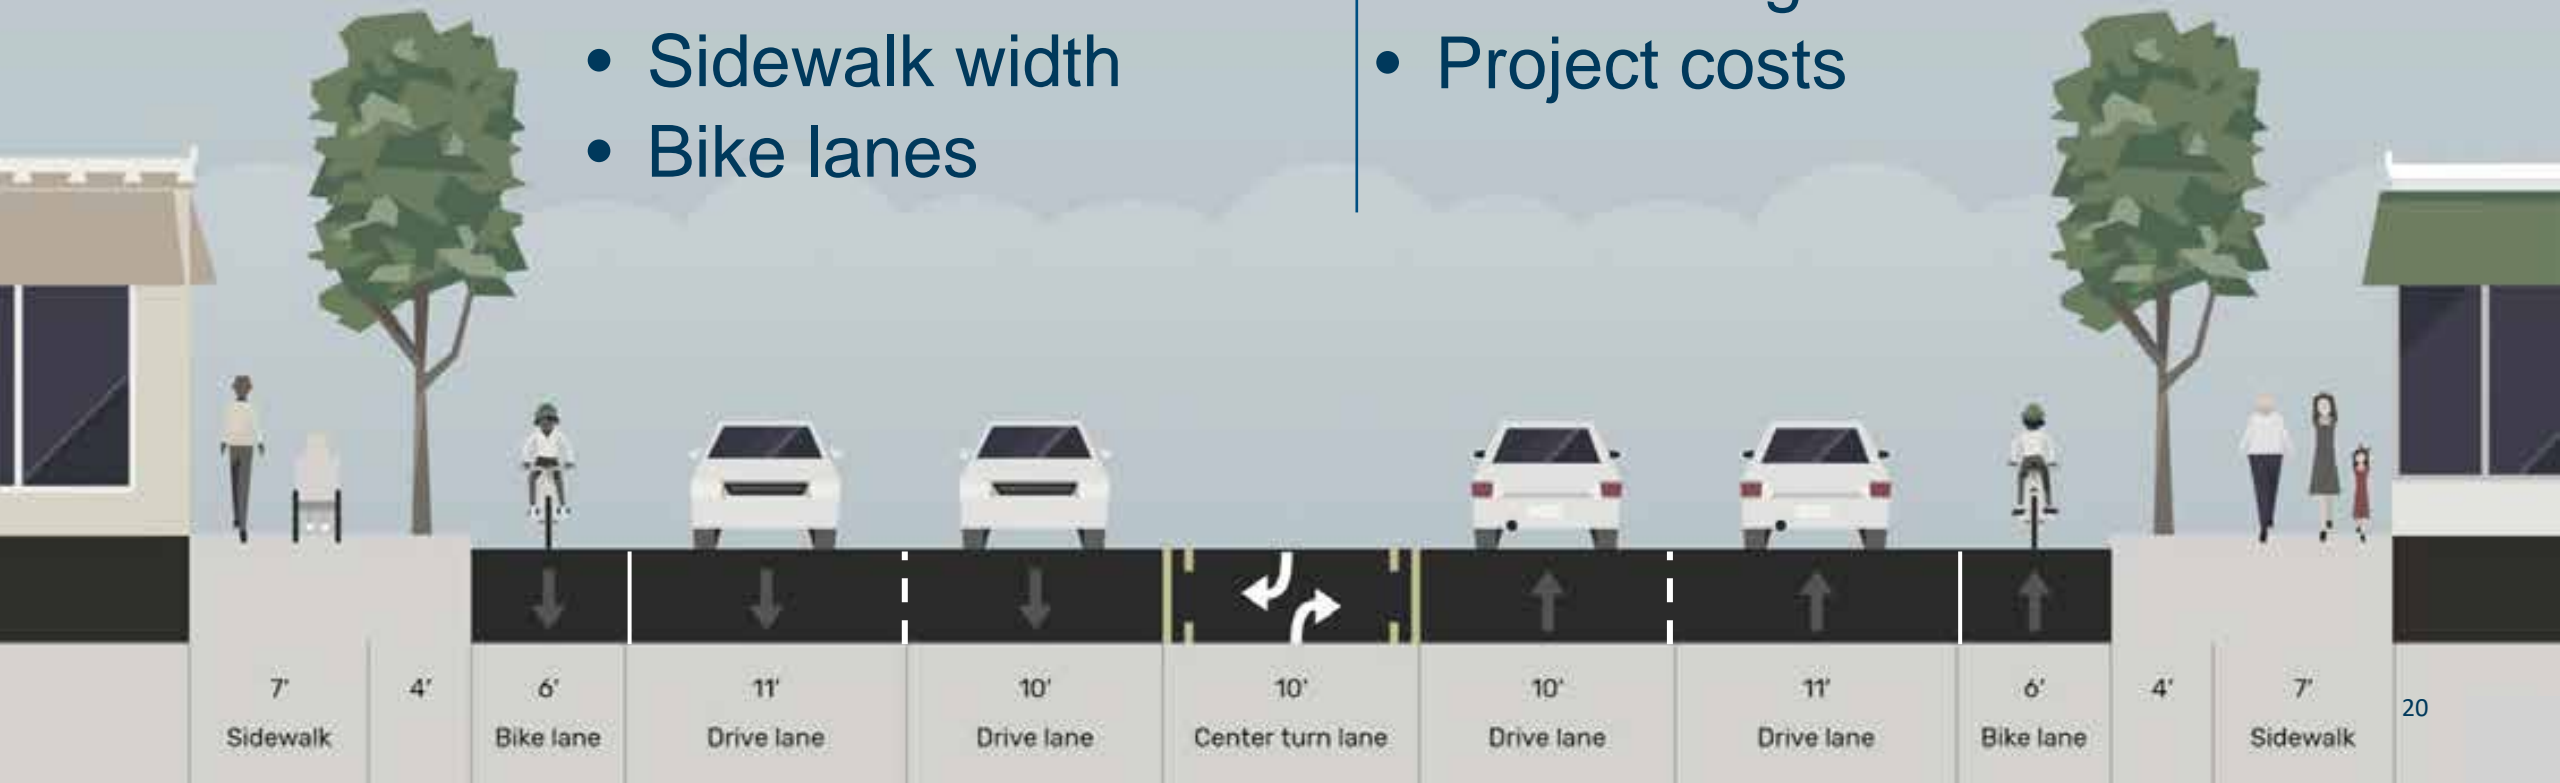 • Sidewalk width
• Bike lanes
• Project costs
7' 4' 6' 11' 10' 10' 10' 11' 6' 4' 7'
Sidewalk Bike lane Drive lane Drive lane Center turn lane Drive lane Drive lane Bike lane Sidewalk
20